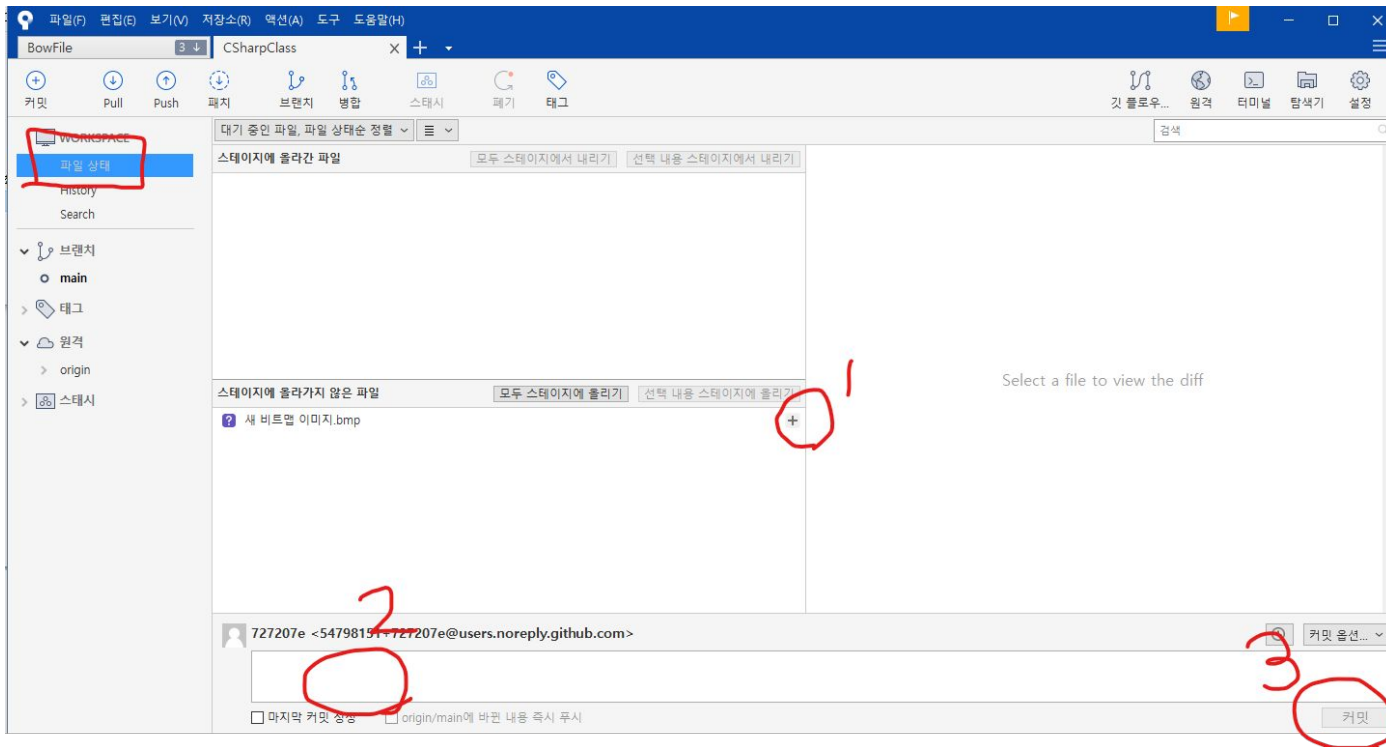 파일(F) 편집(E) 보기(V) 저장소(R) 액션(A) 도구 도움말(H)
BowFile 3 ↓ CSharpClass
커밋 Pull Push 패치 브랜치 병합 스태시 폐기 태그 깃 플로우... 원격 터미널 탐색기 설정
WORKSPACE
파일 상태
History
Search
브랜치
main
태그
원격
origin
스태시
대기 중인 파일, 파일 상태순 정렬
검색
스테이지에 올라간 파일 모두 스테이지에서 내리기 선택 내용 스테이지에서 내리기
스테이지에 올라가지 않은 파일 모두 스테이지에 올리기 선택 내용 스테이지에 올리기
새 비트맵 이미지.bmp
1
Select a file to view the diff
2
727207e <54798151+727207e@users.noreply.github.com>
커밋 옵션...
3
마지막 커밋 정정 origin/main에 바뀐 내용 즉시 푸시
커밋